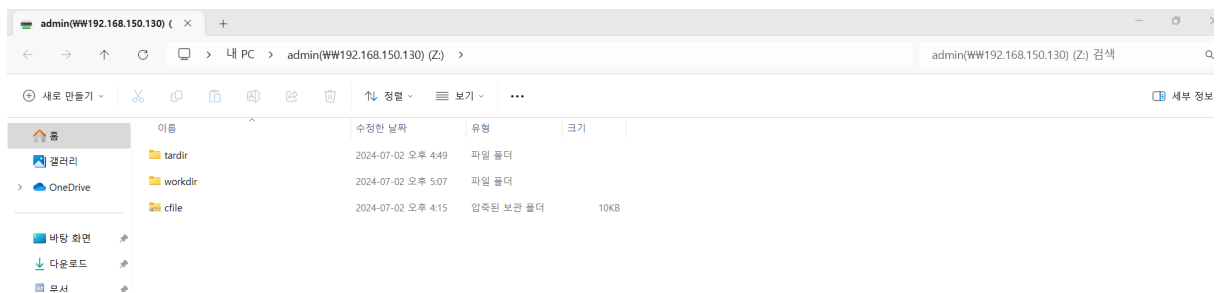 admin(₩₩192.168.150.130) (
내 PC > admin(₩₩192.168.150.130) (Z:) >
admin(₩₩192.168.150.130) (Z:) 검색
새로 만들기
정렬
보기
세부 정보
이름 수정한 날짜 유형 크기
홈
갤러리
OneDrive
바탕 화면
다운로드
문서
tardir 2024-07-02 오후 4:49 파일 폴더
workdir 2024-07-02 오후 5:07 파일 폴더
cfile 2024-07-02 오후 4:15 압축된 보관 폴더 10KB